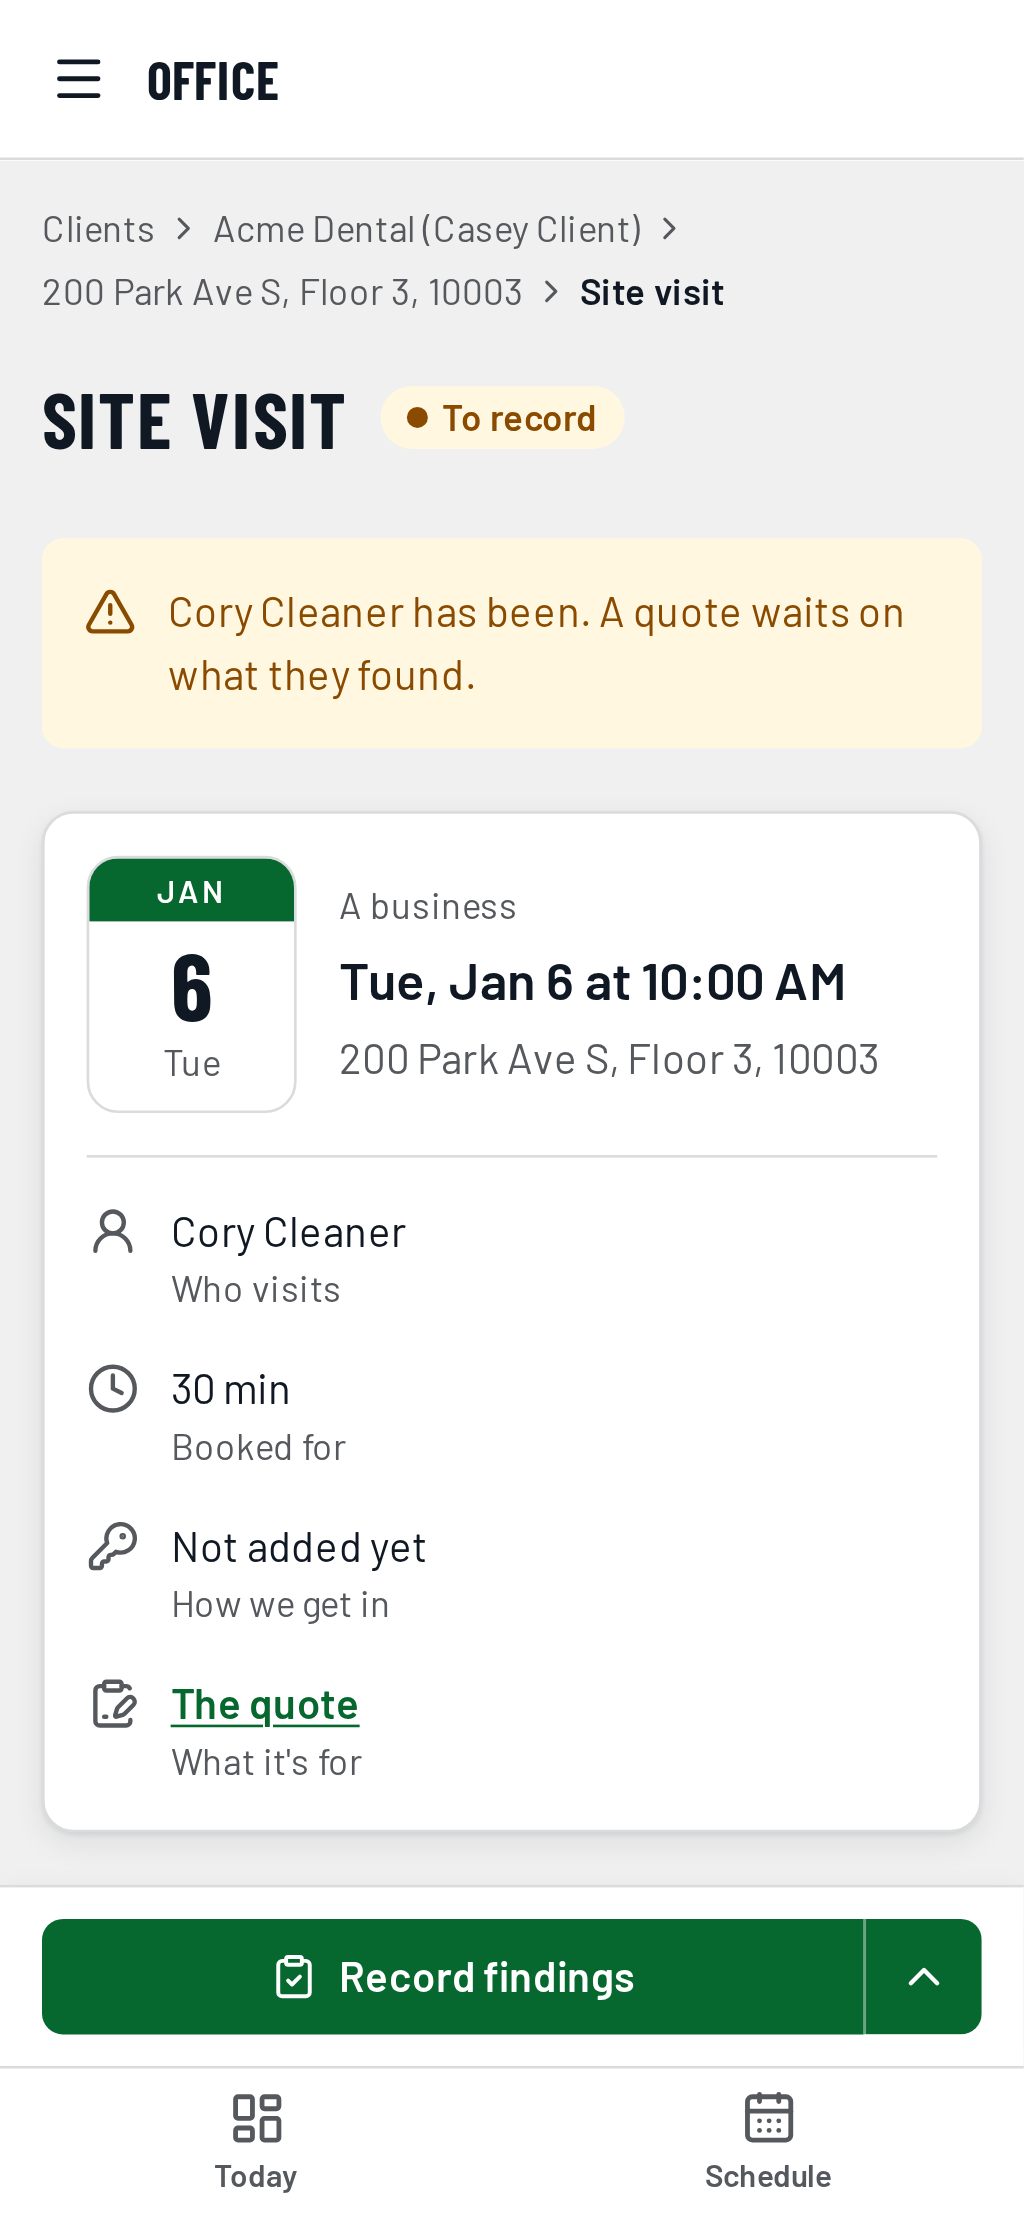 OFFICE
Clients > Acme Dental (Casey Client) >
200 Park Ave S, Floor 3, 10003 > Site visit
SITE VISIT
To record
Cory Cleaner has been. A quote waits on
what they found.
JAN
6
Tue
A business
Tue, Jan 6 at 10:00 AM
200 Park Ave S, Floor 3, 10003
Cory Cleaner
Who visits
30 min
Booked for
Not added yet
How we get in
The quote
What it's for
Record findings
Today
Schedule